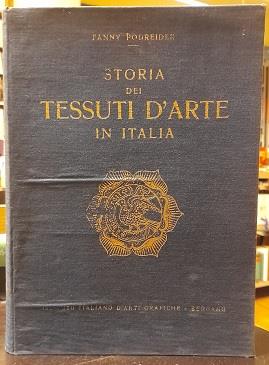 FANNY PODREIDER
STORIA
DEI
TESSUTI D'ARTE
IN ITALIA
ISTITUTO ITALIANO D'ARTI GRAFICHE - BERGAMO